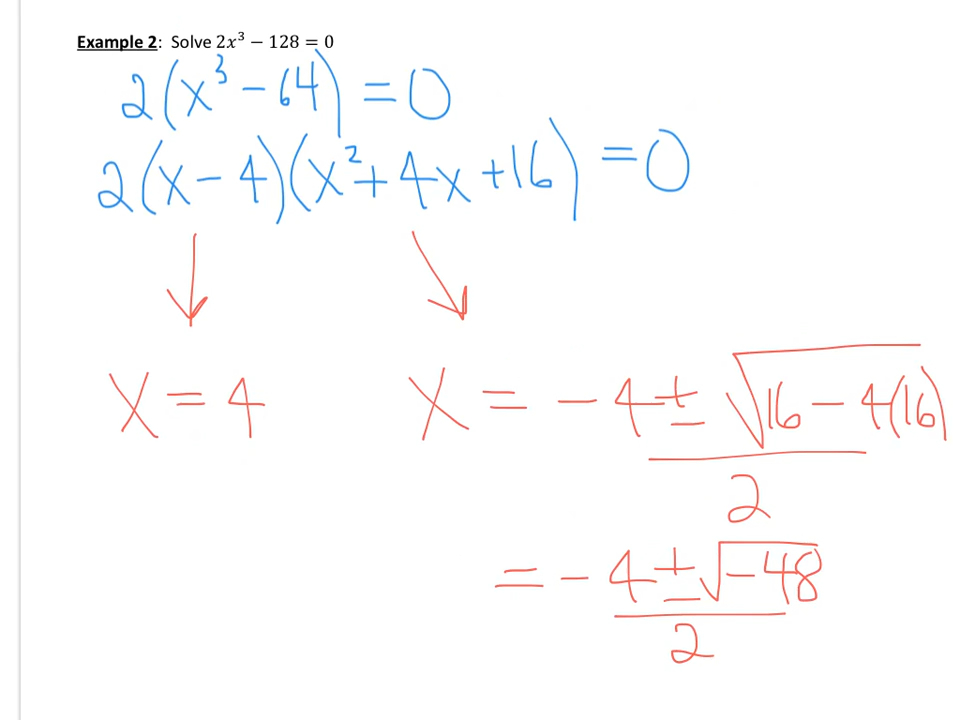 Example 2: Solve 2x³ − 128 = 0
2(x³ − 64) = 0
2(x − 4)(x² + 4x + 16) = 0
x = 4
x = −4 ± √16 − 4(16)
2
= −4 ± √−48
2